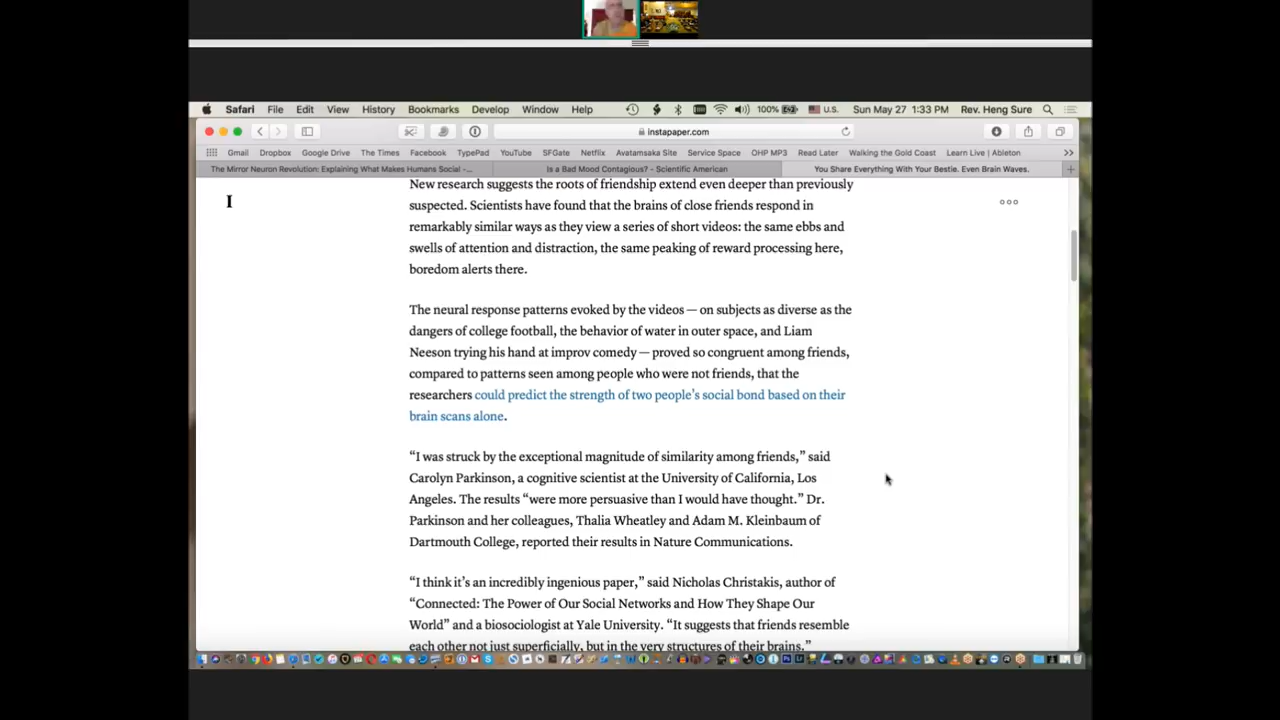 Safari File Edit View History Bookmarks Develop Window Help 100% U.S. Sun May 27 1:33 PM Rev. Heng Sure
instapaper.com
Gmail Dropbox Google Drive The Times Facebook TypePad YouTube SFGate Netflix Avatamsaka Site Service Space OHP MP3 Read Later Walking the Gold Coast Learn Live | Ableton
The Mirror Neuron Revolution: Explaining What Makes Humans Social -... Is a Bad Mood Contagious? - Scientific American You Share Everything With Your Bestie. Even Brain Waves.
I
New research suggests the roots of friendship extend even deeper than previously
suspected. Scientists have found that the brains of close friends respond in
remarkably similar ways as they view a series of short videos: the same ebbs and
swells of attention and distraction, the same peaking of reward processing here,
boredom alerts there.
The neural response patterns evoked by the videos — on subjects as diverse as the
dangers of college football, the behavior of water in outer space, and Liam
Neeson trying his hand at improv comedy — proved so congruent among friends,
compared to patterns seen among people who were not friends, that the
researchers could predict the strength of two people’s social bond based on their
brain scans alone.
“I was struck by the exceptional magnitude of similarity among friends,” said
Carolyn Parkinson, a cognitive scientist at the University of California, Los
Angeles. The results “were more persuasive than I would have thought.” Dr.
Parkinson and her colleagues, Thalia Wheatley and Adam M. Kleinbaum of
Dartmouth College, reported their results in Nature Communications.
“I think it’s an incredibly ingenious paper,” said Nicholas Christakis, author of
“Connected: The Power of Our Social Networks and How They Shape Our
World” and a biosociologist at Yale University. “It suggests that friends resemble
each other not just superficially, but in the very structures of their brains.”